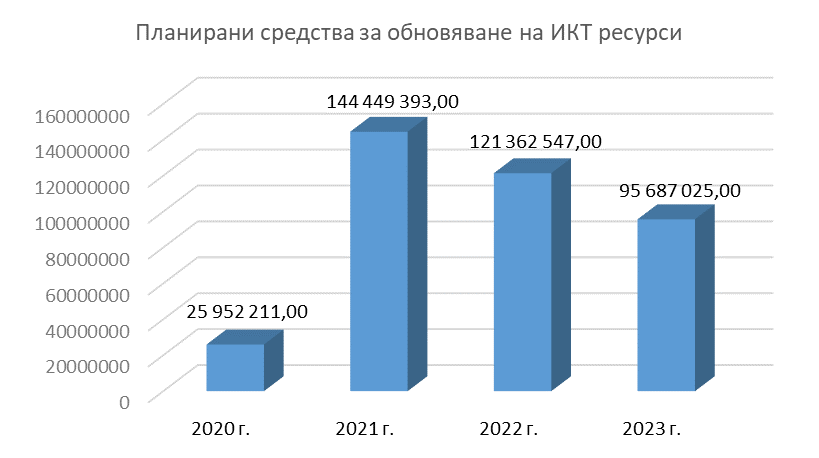 Планирани средства за обновяване на ИКТ ресурси
160000000
140000000
120000000
100000000
80000000
60000000
40000000
20000000
0
25 952 211,00
144 449 393,00
121 362 547,00
95 687 025,00
2020 г.
2021 г.
2022 г.
2023 г.